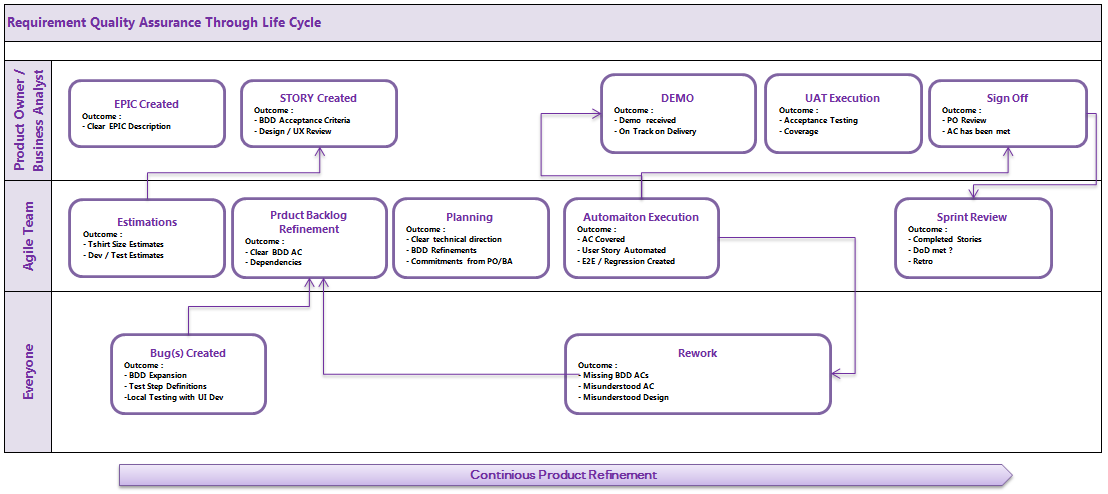 Requirement Quality Assurance Through Life Cycle
Product Owner /
Business Analyst
EPIC Created
Outcome :
- Clear EPIC Description
STORY Created
Outcome :
- BDD Acceptance Criteria
- Design / UX Review
DEMO
Outcome :
- Demo received
- On Track on Delivery
UAT Execution
Outcome :
- Acceptance Testing
- Coverage
Sign Off
Outcome :
- PO Review
- AC has been met
Agile Team
Estimations
Outcome :
- Tshirt Size Estimates
- Dev / Test Estimates
Prduct Backlog
Refinement
Outcome :
- Clear BDD AC
- Dependencies
Planning
Outcome :
- Clear technical direction
- BDD Refinements
- Commitments from PO/BA
Automaiton Execution
Outcome :
- AC Covered
- User Story Automated
- E2E / Regression Created
Sprint Review
Outcome :
- Completed Stories
- DoD met ?
- Retro
Everyone
Bug(s) Created
Outcome :
- BDD Expansion
- Test Step Definitions
-Local Testing with UI Dev
Rework
Outcome :
- Missing BDD ACs
- Misunderstood AC
- Misunderstood Design
Continious Product Refinement